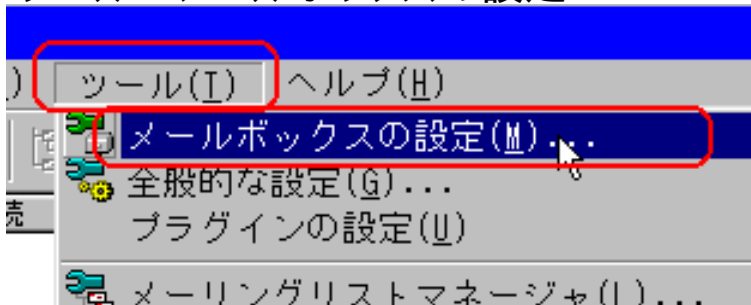 )ツール(T) ヘルプ(H)
メールボックスの設定(M)...
全般的な設定(G)...
続
プラグインの設定(U)
メーリングリストマネージャ(L)...